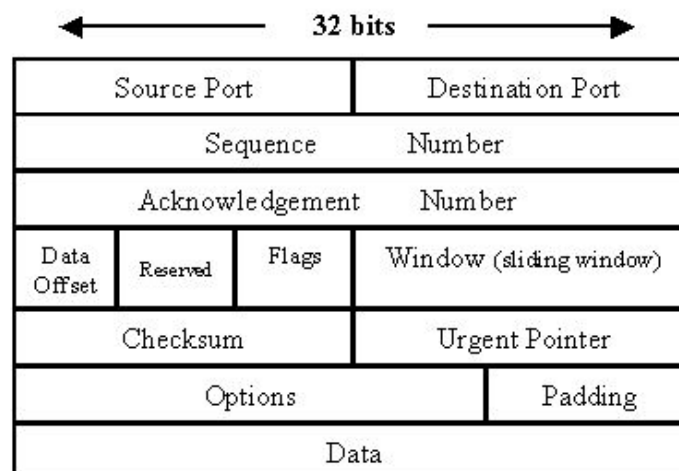 32 bits
Source Port Destination Port
Sequence Number
Acknowledgement Number
Data Offset Reserved Flags Window (sliding window)
Checksum Urgent Pointer
Options Padding
Data